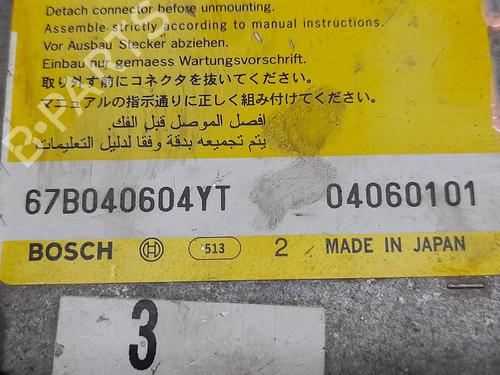 Detach connector before unmounting.
Assemble strictly according to manual instructions.
Vor Ausbau Stecker abziehen.
Einbau nur gemaess Wartungsvorschrift.
取り外す前にコネクタを抜いてください。
マニュアルの指示通りに正しく組み付けてください。
افصل الموصل قبل الفك.
يتم تجميعه بدقة وفقا لدليل التعليمات
67B040604YT 04060101
BOSCH 513 2 MADE IN JAPAN
3
B-PARTS